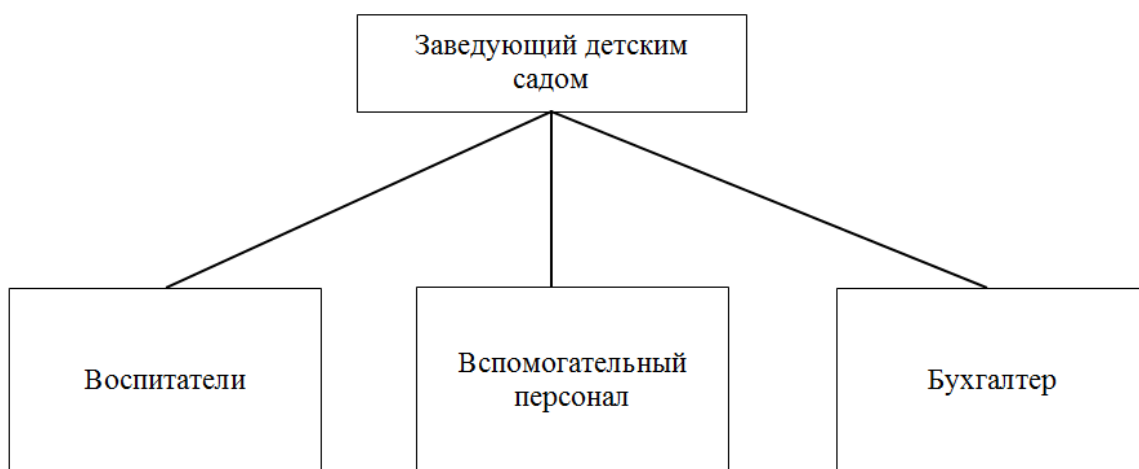 Заведующий детским
садом
Воспитатели
Вспомогательный
персонал
Бухгалтер